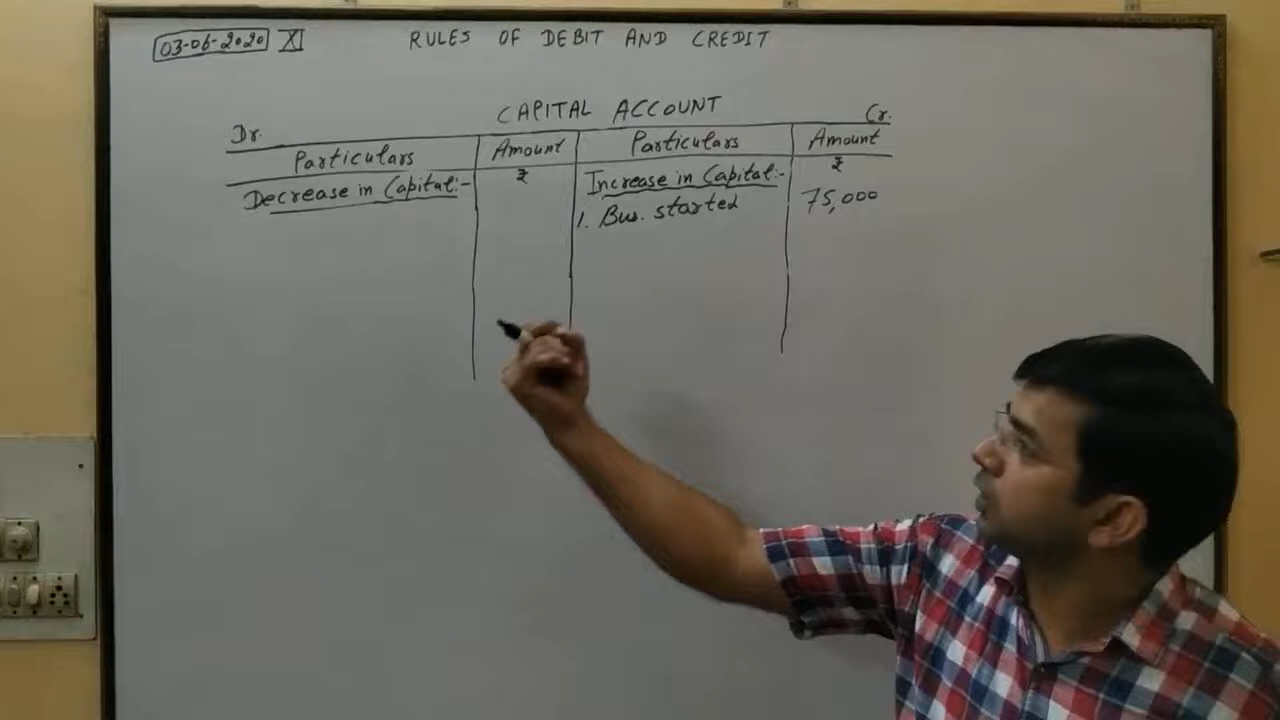 03-06-2020 XI RULES OF DEBIT AND CREDIT
CAPITAL ACCOUNT
Dr. Cr.
Particulars Amount Particulars Amount
₹ ₹
Decrease in Capital:- Increase in Capital:-
1. Bus. started 75,000